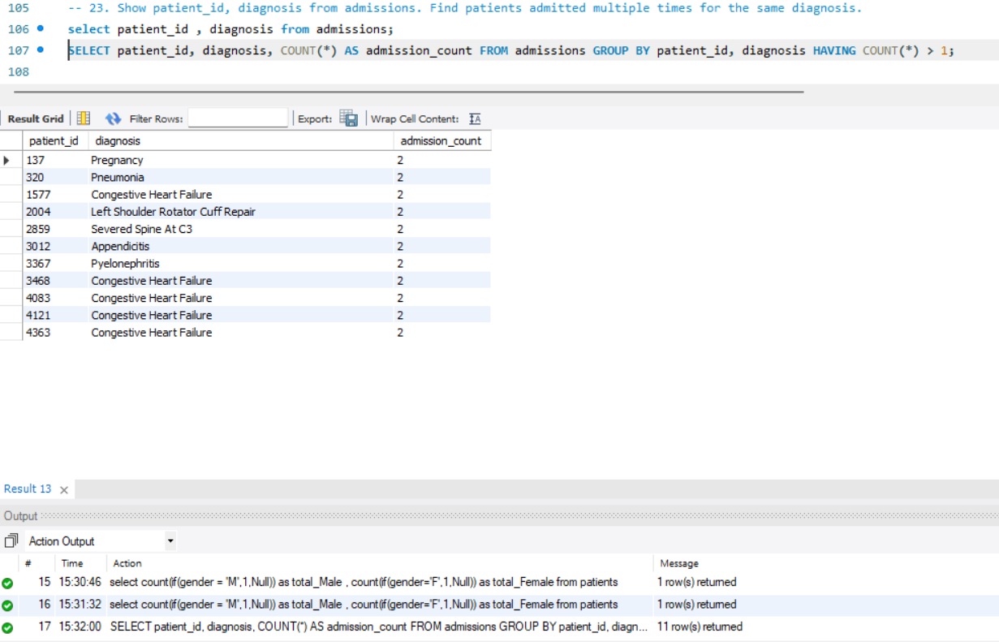 105 -- 23. Show patient_id, diagnosis from admissions. Find patients admitted multiple times for the same diagnosis.
106 select patient_id , diagnosis from admissions;
107 SELECT patient_id, diagnosis, COUNT(*) AS admission_count FROM admissions GROUP BY patient_id, diagnosis HAVING COUNT(*) > 1;
108
Result Grid Filter Rows: Export: Wrap Cell Content:
patient_id diagnosis admission_count
137 Pregnancy 2
320 Pneumonia 2
1577 Congestive Heart Failure 2
2004 Left Shoulder Rotator Cuff Repair 2
2859 Severed Spine At C3 2
3012 Appendicitis 2
3367 Pyelonephritis 2
3468 Congestive Heart Failure 2
4083 Congestive Heart Failure 2
4121 Congestive Heart Failure 2
4363 Congestive Heart Failure 2
Result 13
Output
Action Output
# Time Action Message
15 15:30:46 select count(if(gender = 'M',1,Null)) as total_Male , count(if(gender='F',1,Null)) as total_Female from patients 1 row(s) returned
16 15:31:32 select count(if(gender = 'M',1,Null)) as total_Male , count(if(gender='F',1,Null)) as total_Female from patients 1 row(s) returned
17 15:32:00 SELECT patient_id, diagnosis, COUNT(*) AS admission_count FROM admissions GROUP BY patient_id, diagn... 11 row(s) returned